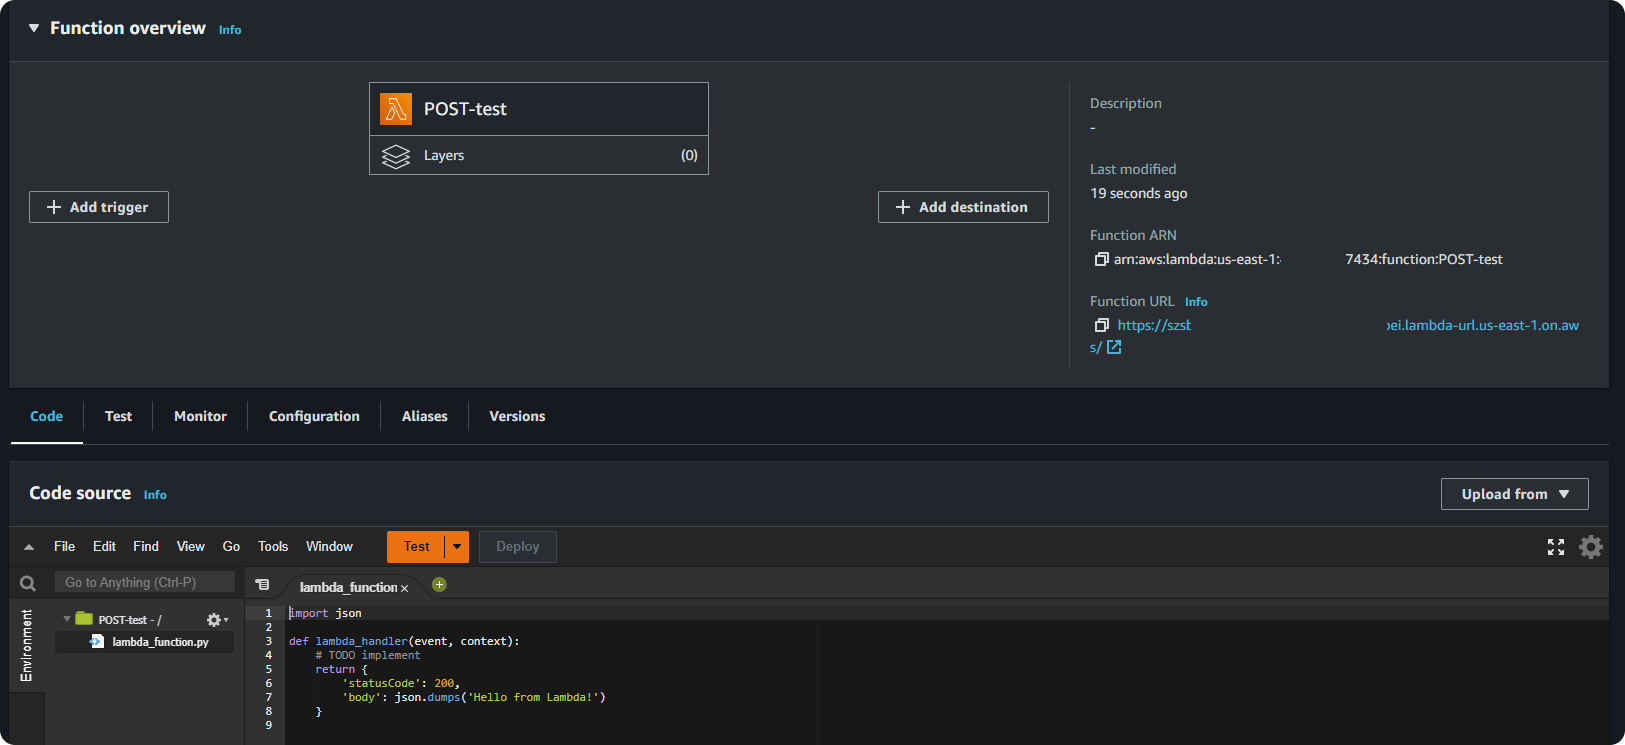 Function overview Info
POST-test
Layers (0)
Add trigger
Add destination
Description
-
Last modified
19 seconds ago
Function ARN
arn:aws:lambda:us-east-1: 7434:function:POST-test
Function URL Info
https://szst ei.lambda-url.us-east-1.on.aw
s/
Code Test Monitor Configuration Aliases Versions
Code source Info
Upload from
File Edit Find View Go Tools Window Test Deploy
Go to Anything (Ctrl-P)
lambda_function ×
Environment
POST-test - /
lambda_function.py
1 import json
2
3 def lambda_handler(event, context):
4 # TODO implement
5 return {
6 'statusCode': 200,
7 'body': json.dumps('Hello from Lambda!')
8 }
9